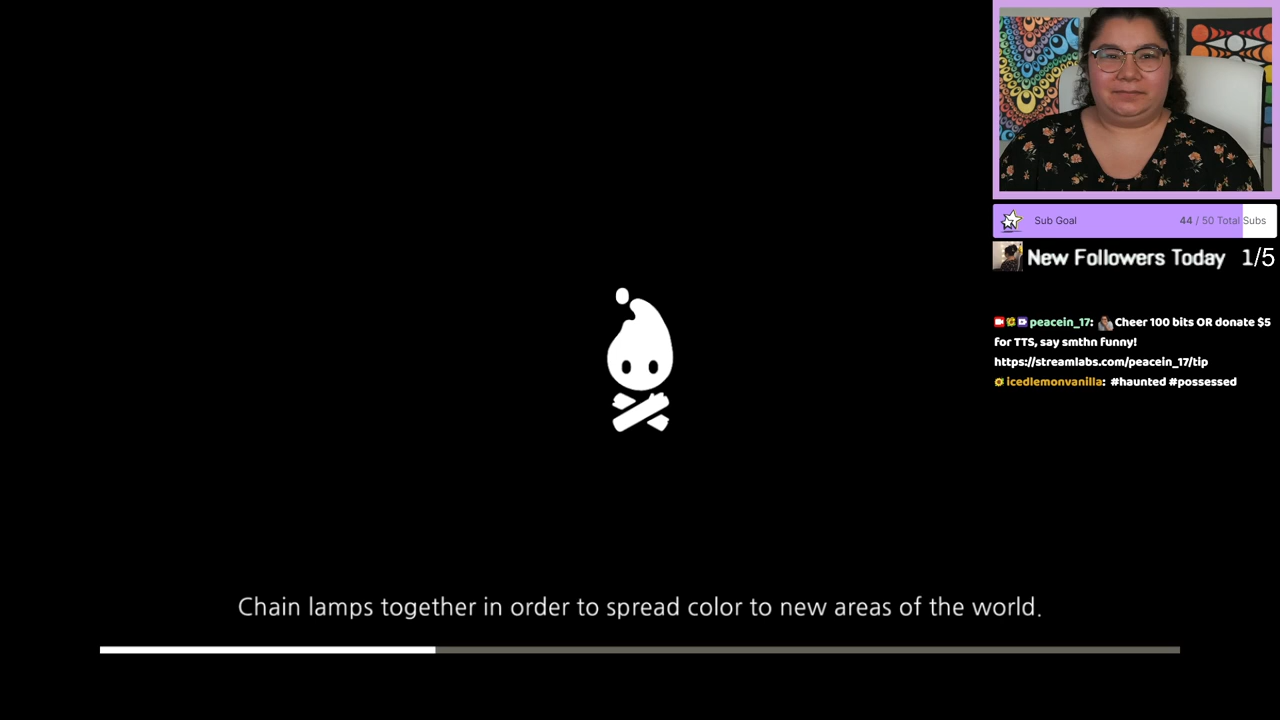 Sub Goal 44 / 50 Total Subs
New Followers Today 1/5
peacein_17: Cheer 100 bits OR donate $5
for TTS, say smthn funny!
https://streamlabs.com/peacein_17/tip
icedlemonvanilla: #haunted #possessed
Chain lamps together in order to spread color to new areas of the world.